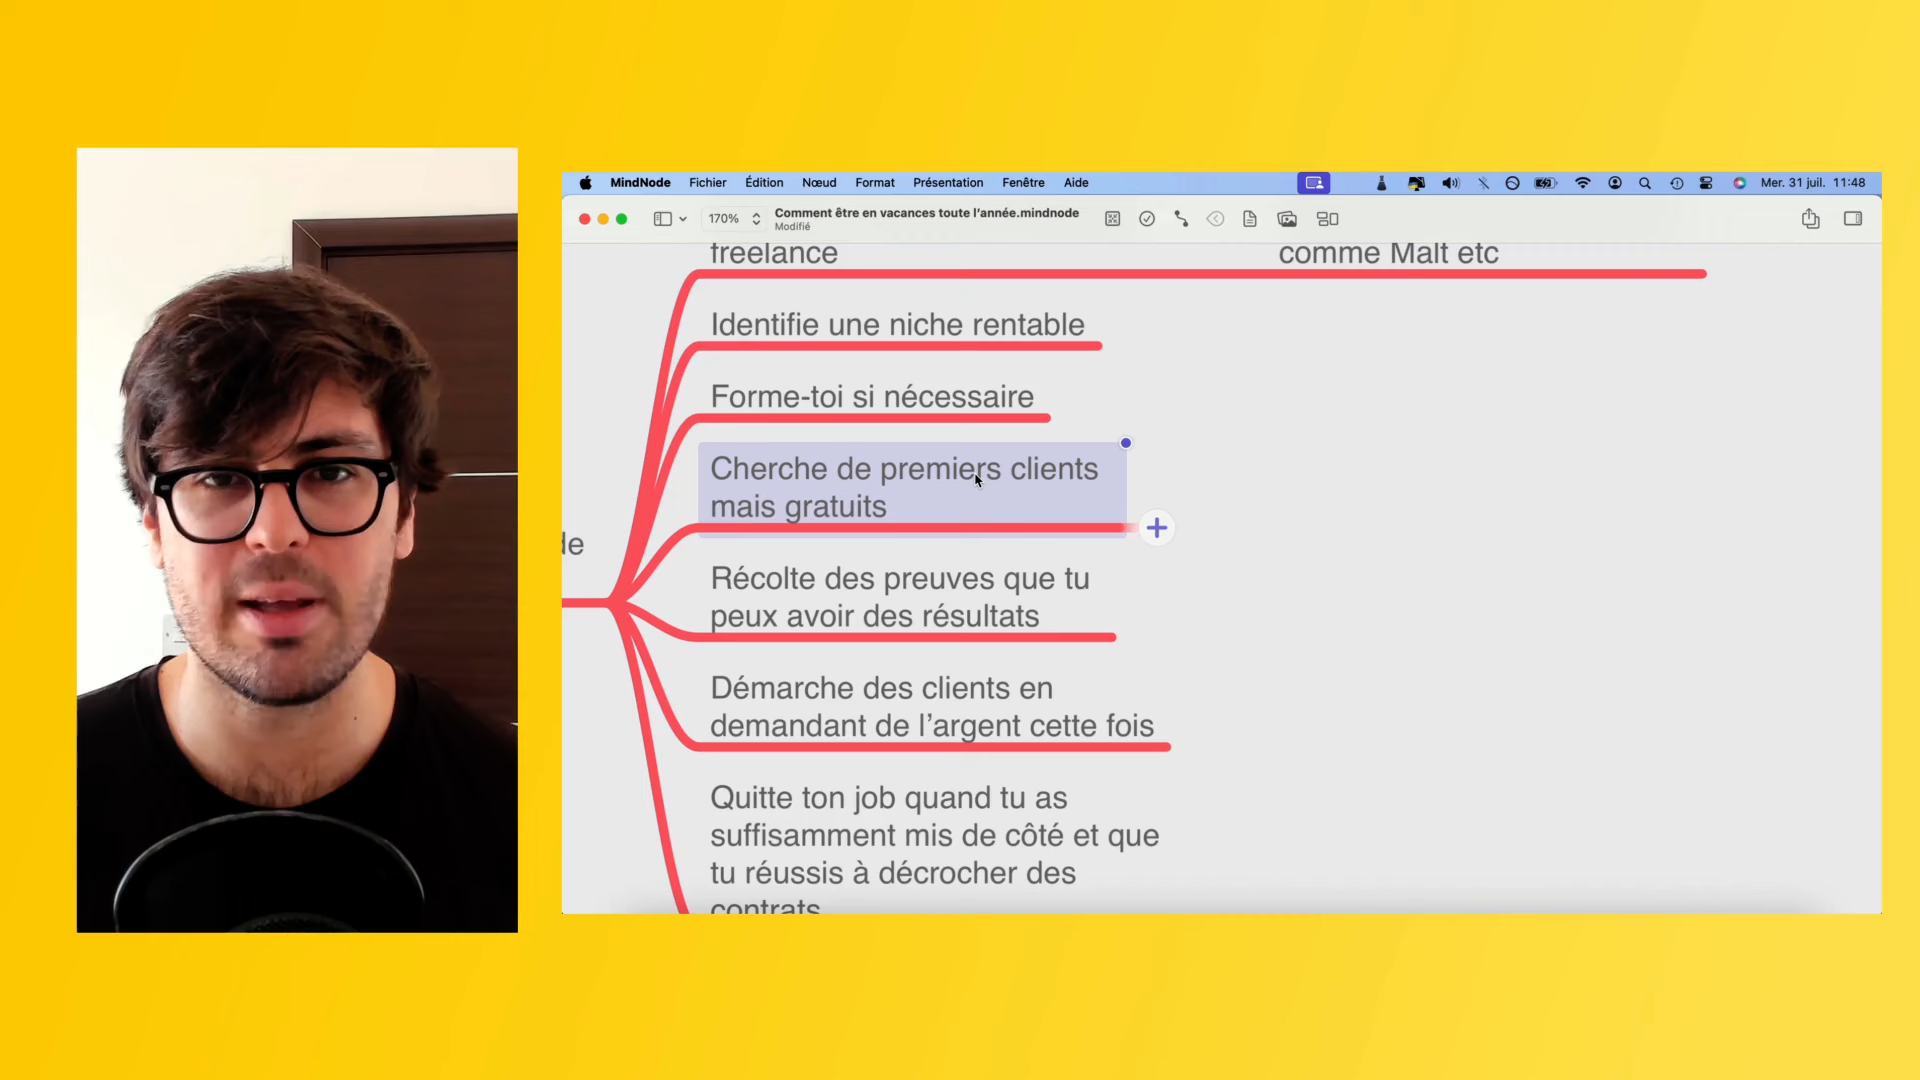 MindNode Fichier Édition Nœud Format Présentation Fenêtre Aide Mer. 31 juil. 11:48
170% Comment être en vacances toute l'année.mindnode
Modifié
freelance
comme Malt etc
Identifie une niche rentable
Forme-toi si nécessaire
Cherche de premiers clients
mais gratuits
de
Récolte des preuves que tu
peux avoir des résultats
Démarche des clients en
demandant de l’argent cette fois
Quitte ton job quand tu as
suffisamment mis de côté et que
tu réussis à décrocher des
contrats